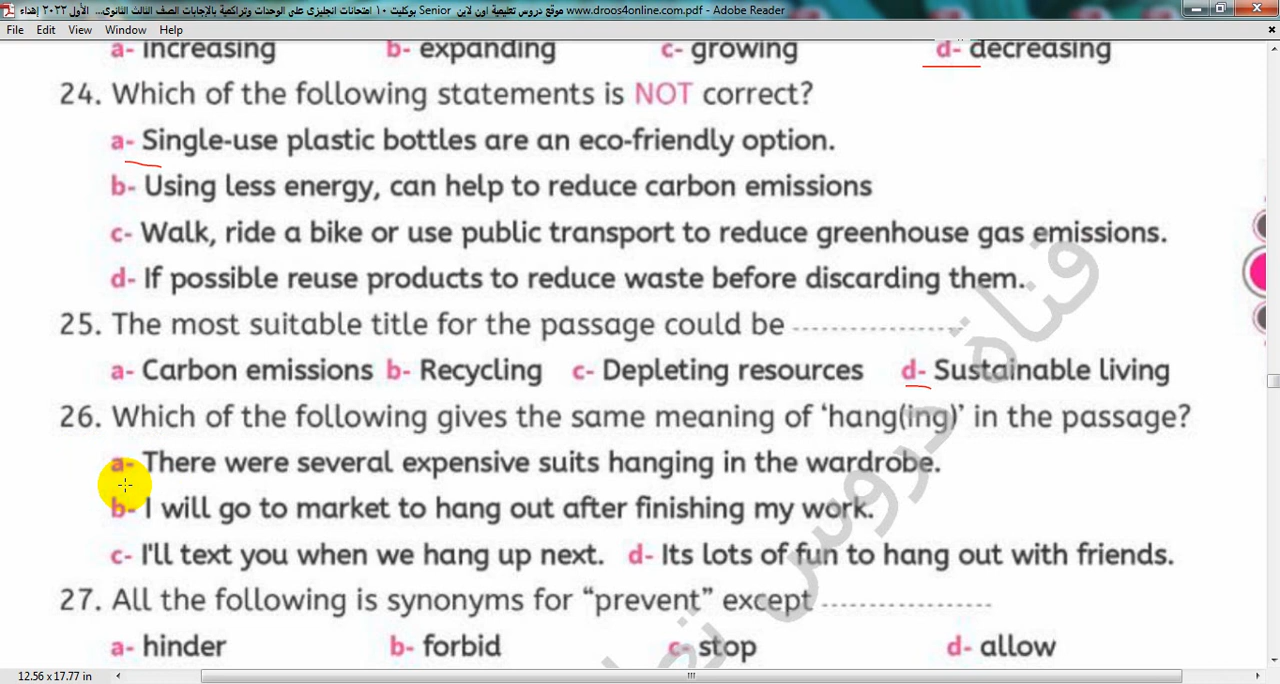 بوكليت ١٠ امتحانات انجليزى على الوحدات وتراكمية بالإجابات الصف الثالث الثانوى... الأول ٢٠٢٢ إهداء Senior موقع دروس تعليمية اون لاين www.droos4online.com.pdf - Adobe Reader
File Edit View Window Help
a- increasing b- expanding c- growing d- decreasing
24. Which of the following statements is NOT correct?
a- Single-use plastic bottles are an eco-friendly option.
b- Using less energy, can help to reduce carbon emissions
c- Walk, ride a bike or use public transport to reduce greenhouse gas emissions.
d- If possible reuse products to reduce waste before discarding them.
25. The most suitable title for the passage could be -------------------
a- Carbon emissions b- Recycling c- Depleting resources d- Sustainable living
26. Which of the following gives the same meaning of ‘hang(ing)’ in the passage?
a- There were several expensive suits hanging in the wardrobe.
b- I will go to market to hang out after finishing my work.
c- I'll text you when we hang up next. d- Its lots of fun to hang out with friends.
27. All the following is synonyms for “prevent” except -------------------
a- hinder b- forbid c- stop d- allow
قناة دروس
12.56 x 17.77 in